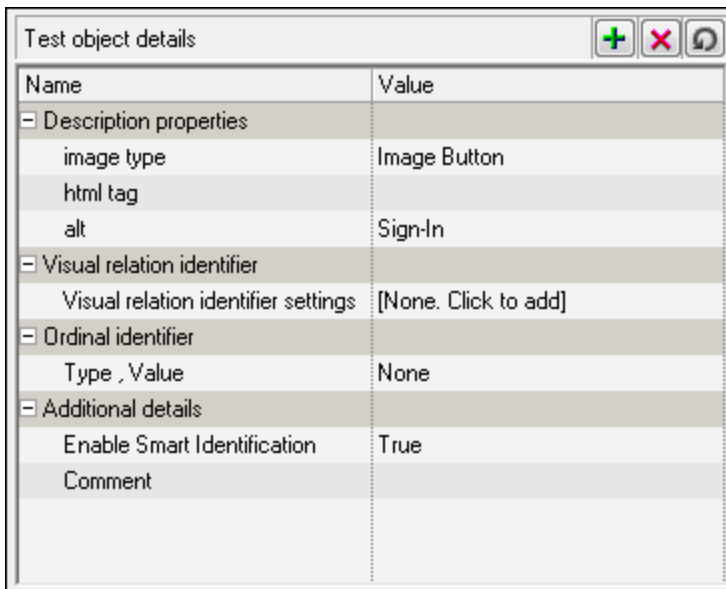 Test object details
Name Value
Description properties
image type Image Button
html tag
alt Sign-In
Visual relation identifier
Visual relation identifier settings [None. Click to add]
Ordinal identifier
Type , Value None
Additional details
Enable Smart Identification True
Comment